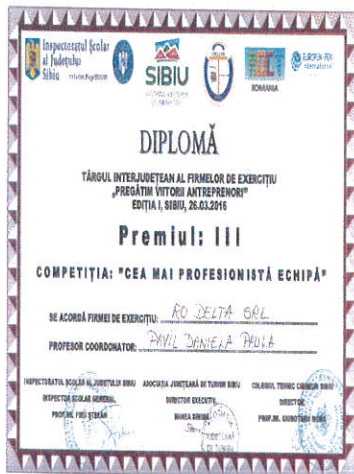 Inspectoratul Școlar
al Județului
Sibiu
SIBIU
ROMANIA
EUROPEN-PEN
International
DIPLOMĂ
TÂRGUL INTERJUDEȚEAN AL FIRMELOR DE EXERCIȚIU
„PREGĂTIM VIITORII ANTREPRENORI"
EDIȚIA I, SIBIU, 26.03.2016
Premiul: III
COMPETIȚIA: "CEA MAI PROFESIONISTĂ ECHIPĂ"
SE ACORDĂ FIRMEI DE EXERCIȚIU: RO DELTA SRL
PROFESOR COORDONATOR: PAVIL DANIELA PAULA
INSPECTORATUL ȘCOLAR AL JUDEȚULUI SIBIU ASOCIAȚIA JUDEȚEANĂ DE TURISM SIBIU COLEGIUL TEHNIC CIBINIUM SIBIU
INSPECTOR ȘCOLAR GENERAL DIRECTOR EXECUTIV DIRECTOR
PROF.